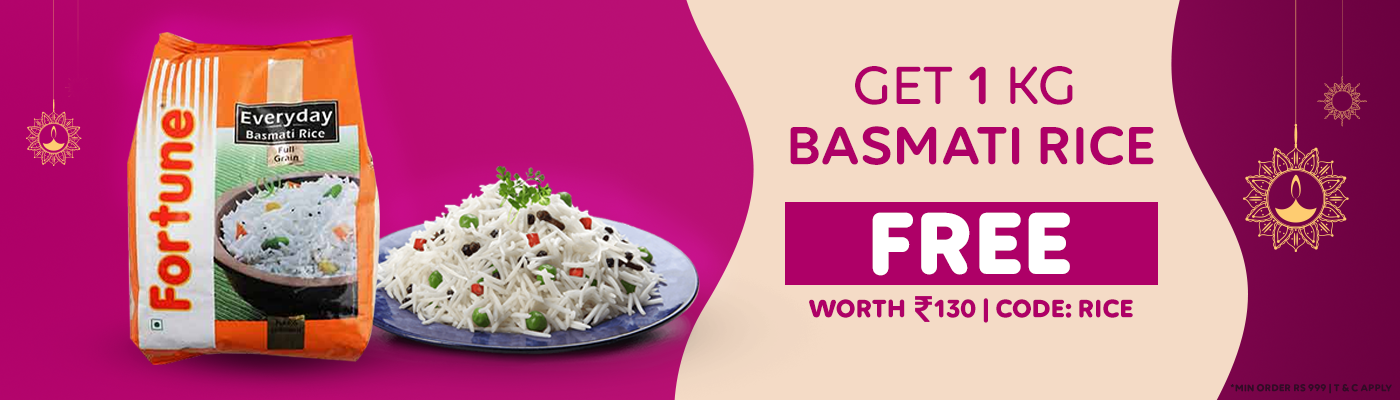 Fortune
Everyday
Basmati Rice
Full
Grain
GET 1 KG
BASMATI RICE
FREE
WORTH ₹130 | CODE: RICE
*MIN ORDER RS 999 | T & C APPLY